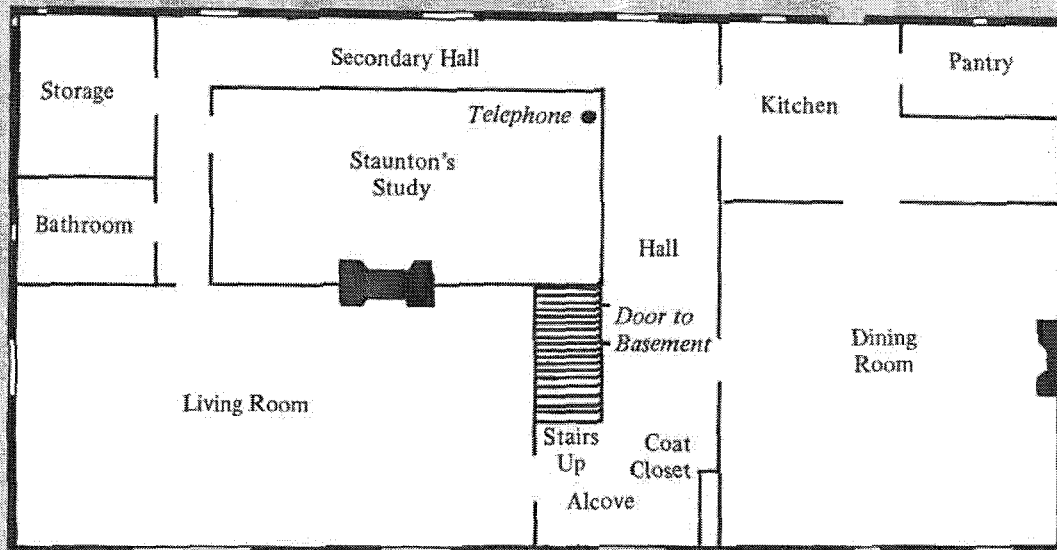 Secondary Hall
Pantry
Storage
Telephone
Kitchen
Staunton's
Study
Bathroom
Hall
Door to
Basement
Dining
Room
Living Room
Stairs
Up
Coat
Closet
Alcove